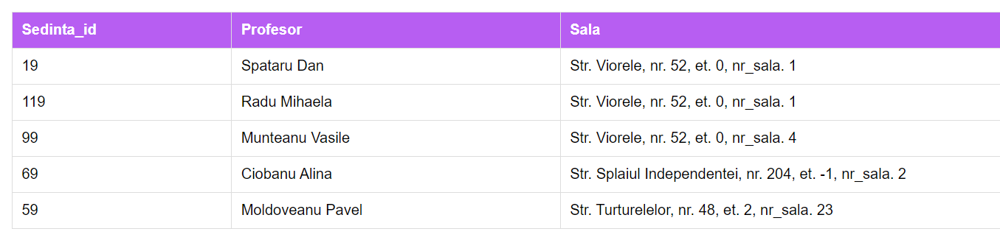 Sedinta_id Profesor Sala
19 Spataru Dan Str. Viorele, nr. 52, et. 0, nr_sala. 1
119 Radu Mihaela Str. Viorele, nr. 52, et. 0, nr_sala. 1
99 Munteanu Vasile Str. Viorele, nr. 52, et. 0, nr_sala. 4
69 Ciobanu Alina Str. Splaiul Independentei, nr. 204, et. -1, nr_sala. 2
59 Moldoveanu Pavel Str. Turturelelor, nr. 48, et. 2, nr_sala. 23